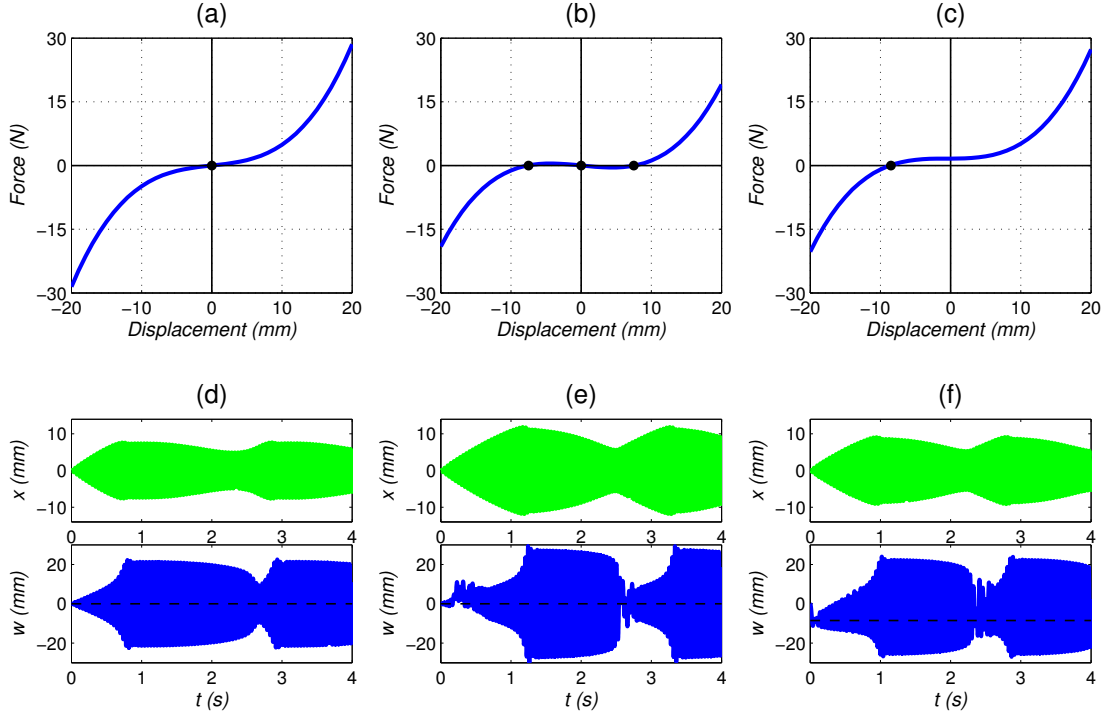 (a) (b) (c)
30 30 30
15 15 15
0 0 0
−15 −15 −15
−30 −30 −30
Force (N) Force (N) Force (N)
−20 −10 0 10 20 −20 −10 0 10 20 −20 −10 0 10 20
Displacement (mm) Displacement (mm) Displacement (mm)
(d) (e) (f)
10 10 10
0 0 0
−10 −10 −10
x (mm) x (mm) x (mm)
0 1 2 3 4 0 1 2 3 4 0 1 2 3 4
20 20 20
0 0 0
−20 −20 −20
w (mm) w (mm) w (mm)
0 1 2 3 4 0 1 2 3 4 0 1 2 3 4
t (s) t (s) t (s)